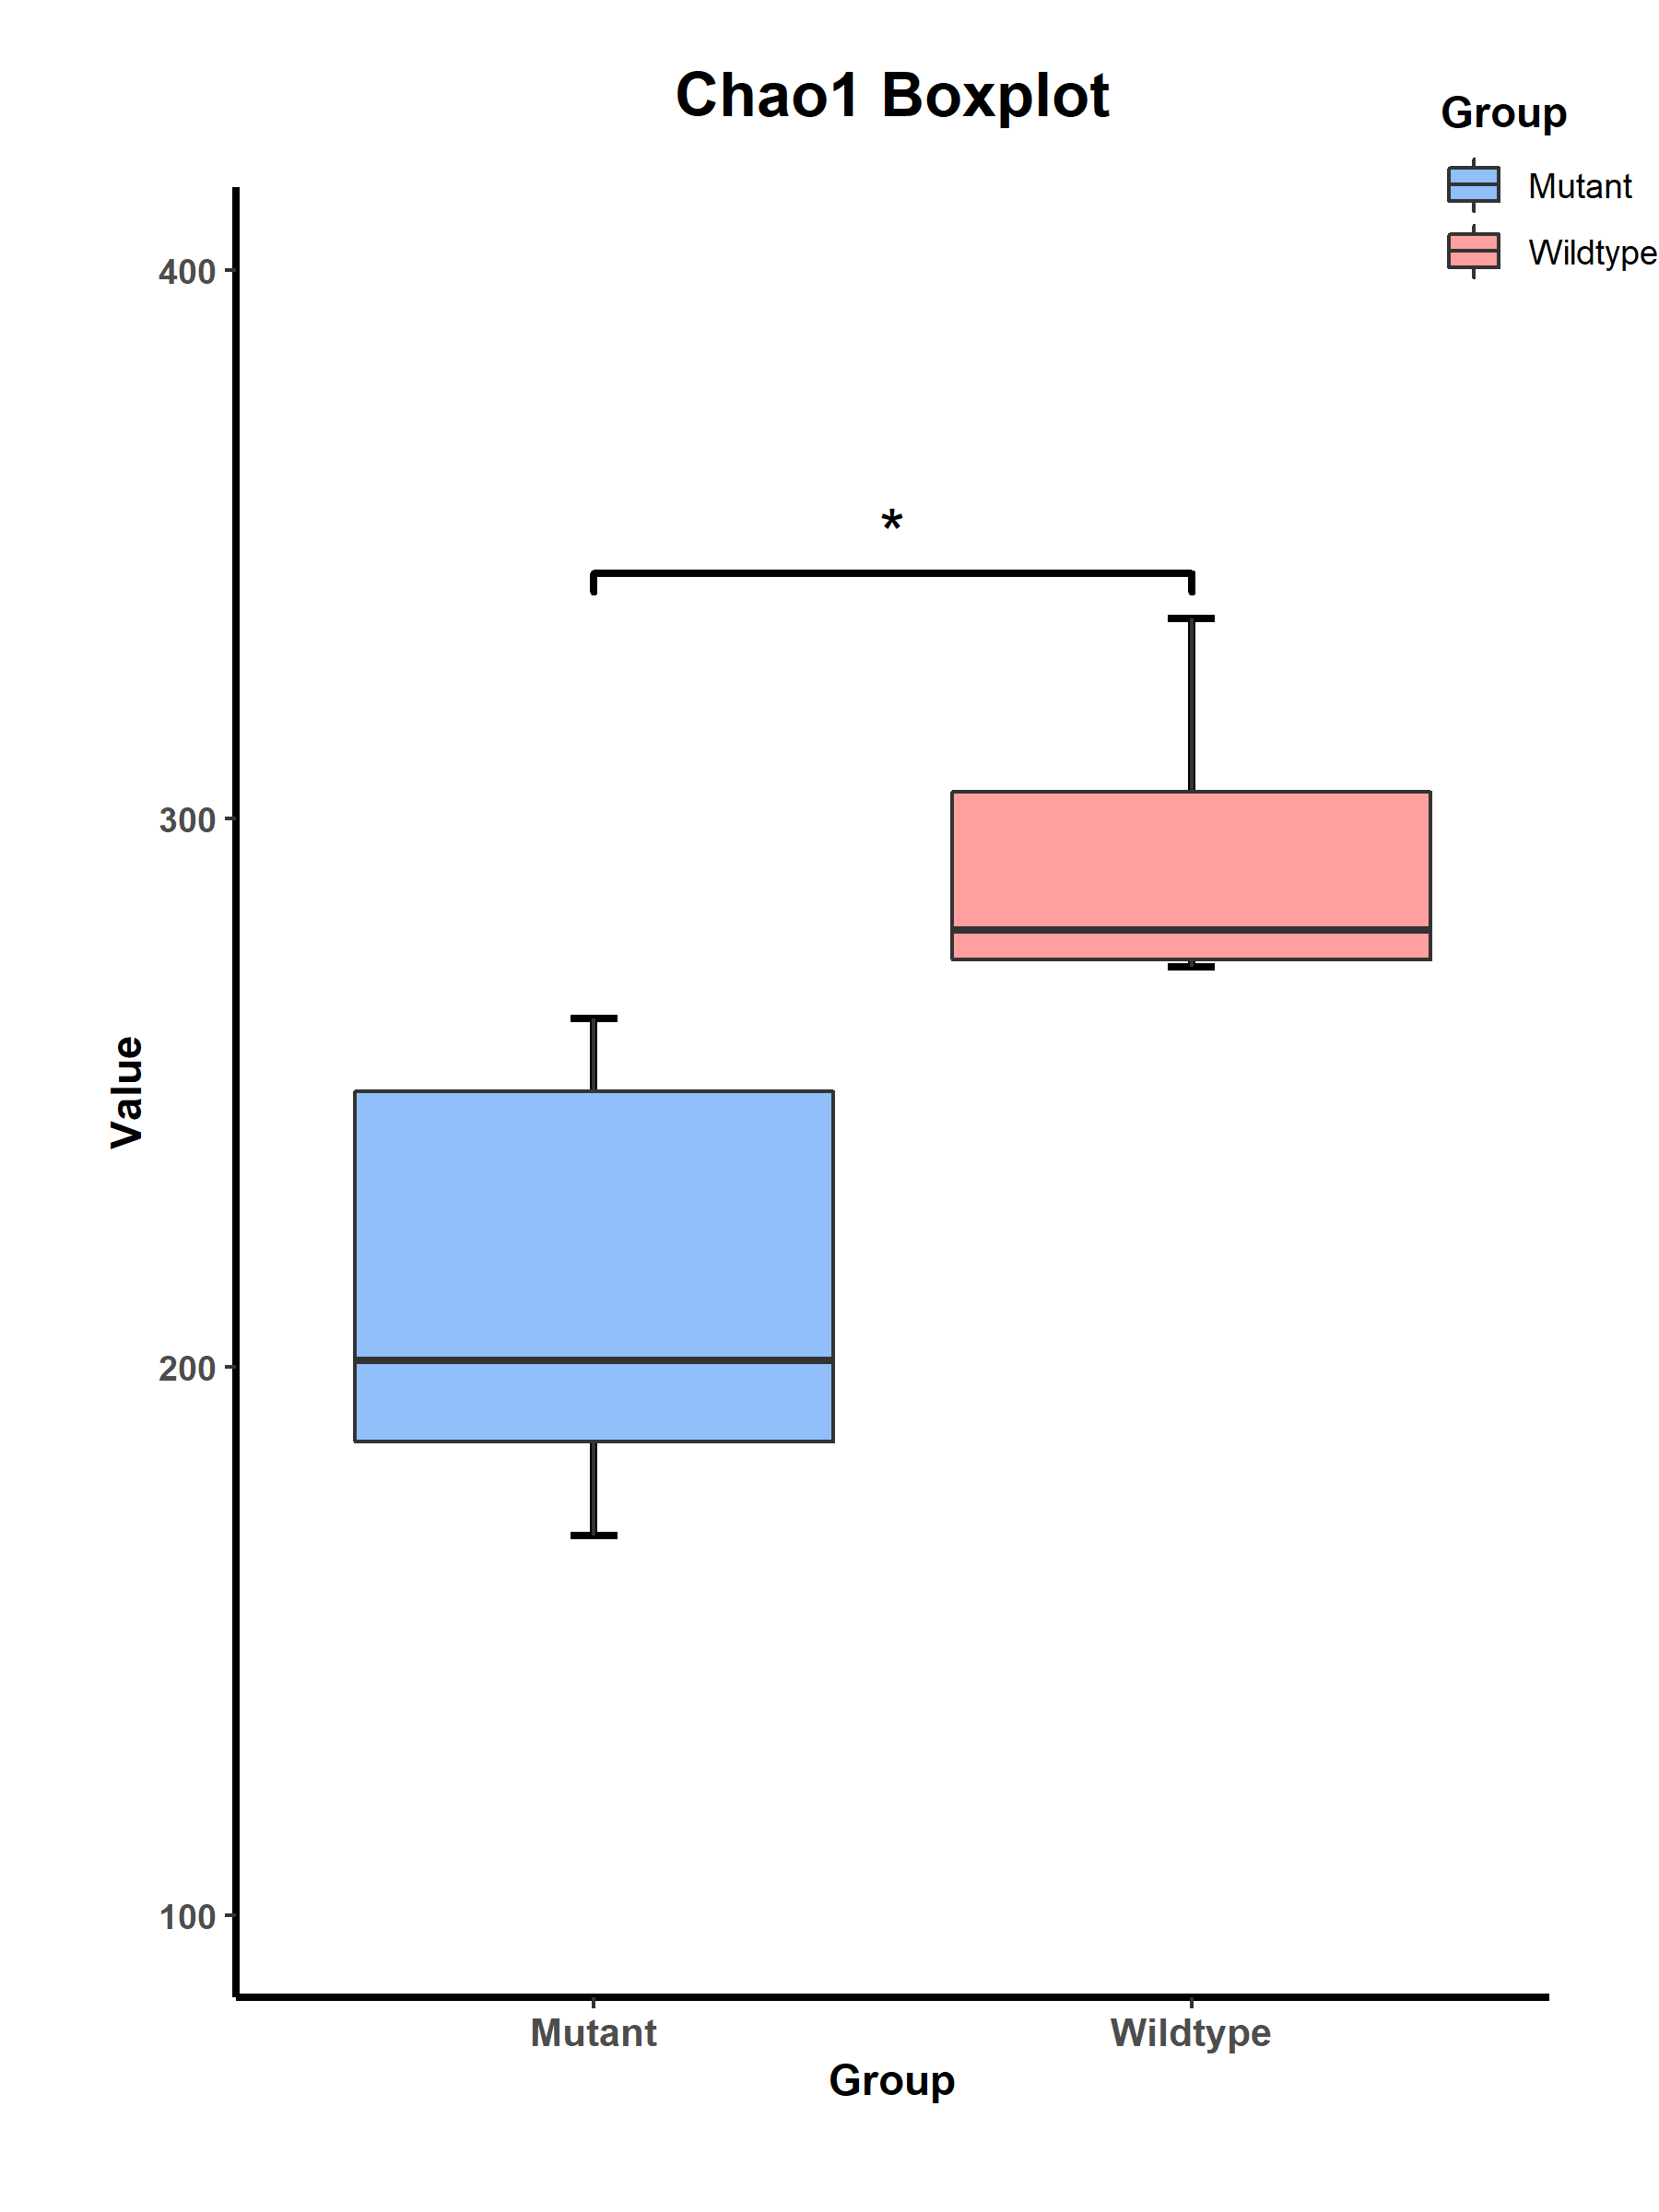 Chao1 Boxplot
Group
Mutant
Wildtype
400
300
200
100
Value
*
Mutant
Wildtype
Group